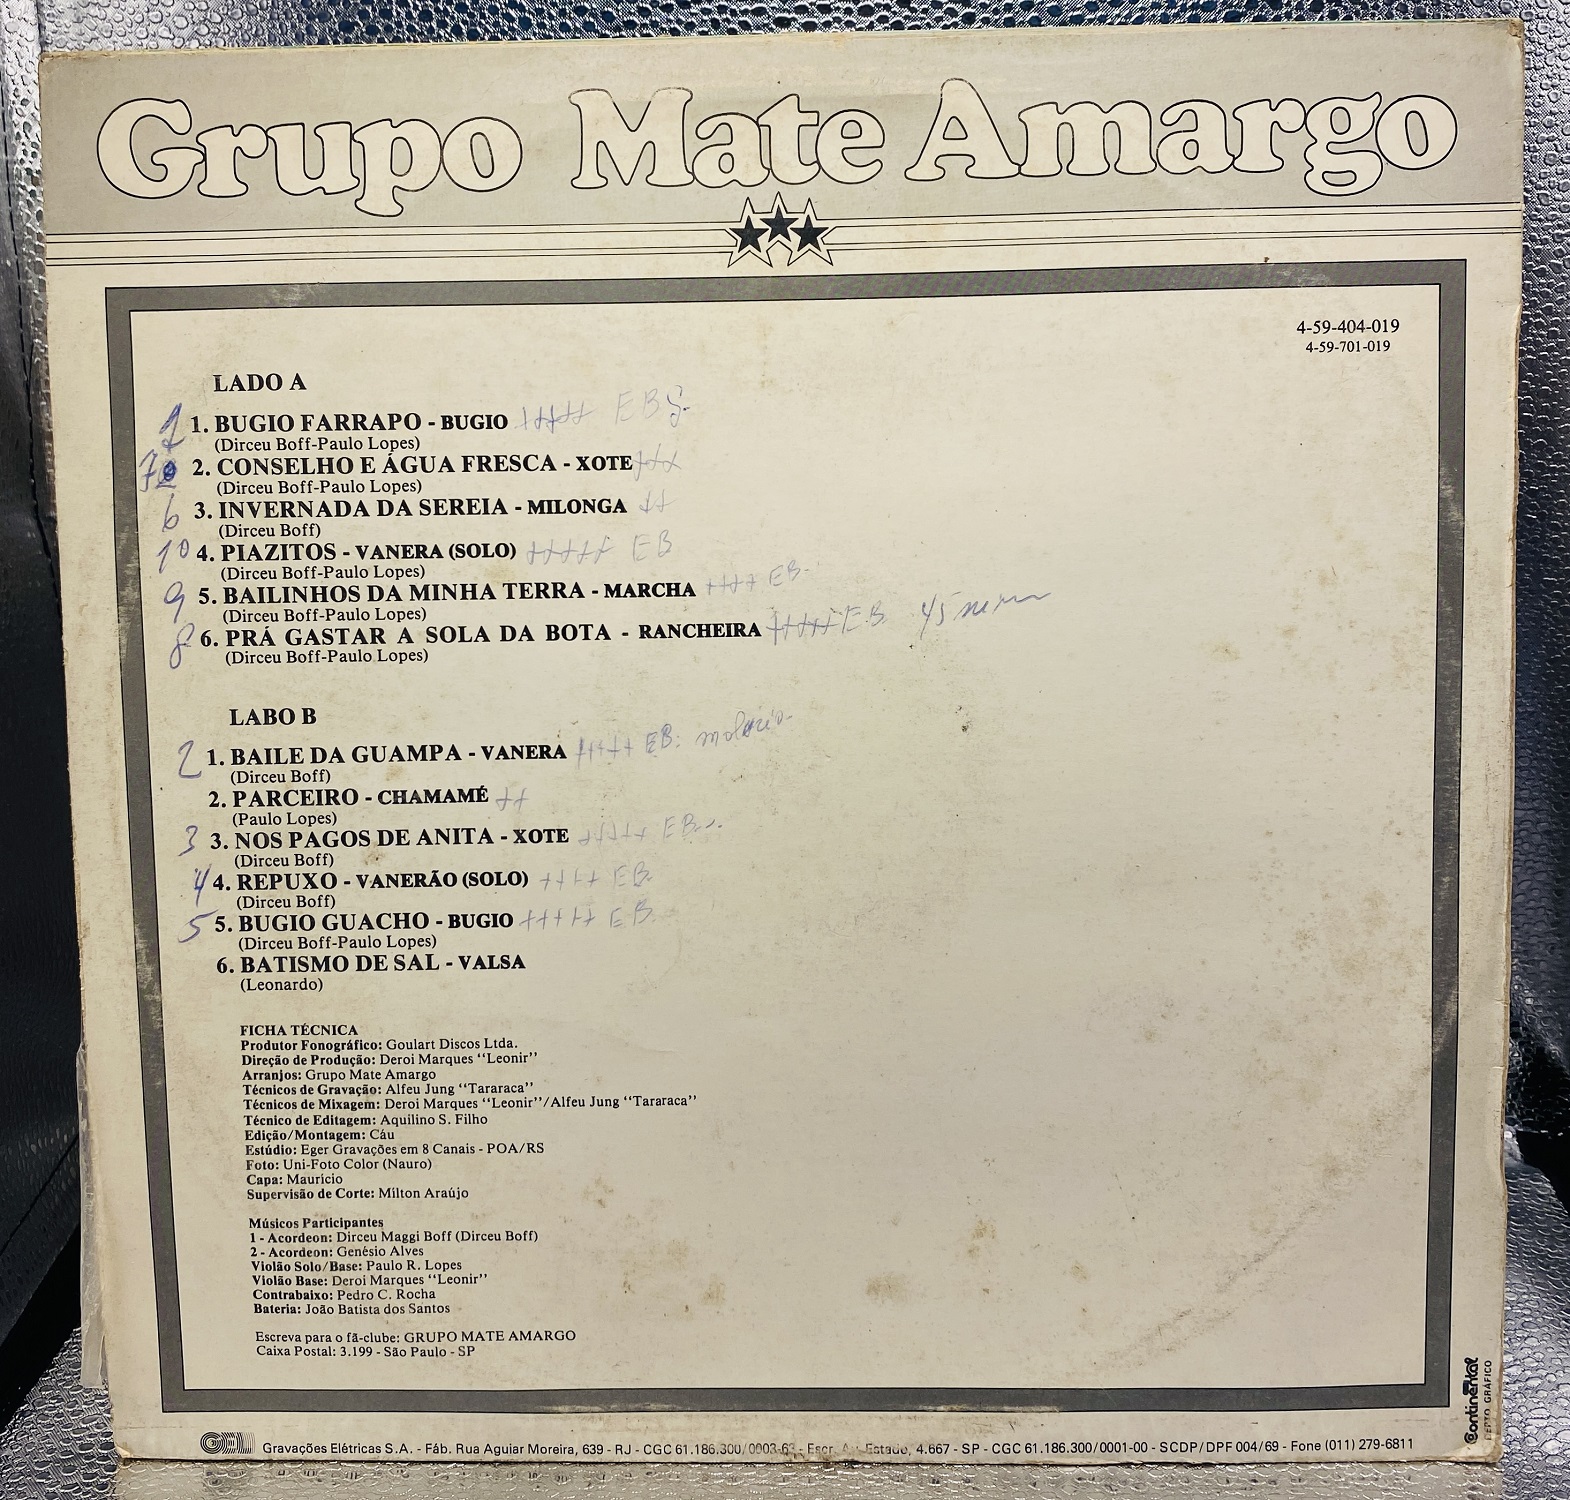 Grupo Mate Amargo
4-59-404-019
4-59-701-019
LADO A
1. BUGIO FARRAPO - BUGIO ++++ EB
(Dirceu Boff-Paulo Lopes)
2. CONSELHO E ÁGUA FRESCA - XOTE +++
(Dirceu Boff-Paulo Lopes)
6 3. INVERNADA DA SEREIA - MILONGA ++
(Dirceu Boff)
10 4. PIAZITOS - VANERA (SOLO) +++++ EB
(Dirceu Boff-Paulo Lopes)
9 5. BAILINHOS DA MINHA TERRA - MARCHA ++++ EB
(Dirceu Boff-Paulo Lopes)
8 6. PRÁ GASTAR A SOLA DA BOTA - RANCHEIRA +++++ EB 45
(Dirceu Boff-Paulo Lopes)
LABO B
2 1. BAILE DA GUAMPA - VANERA +++++ EB:
(Dirceu Boff)
2. PARCEIRO - CHAMAMÉ ++
(Paulo Lopes)
3 3. NOS PAGOS DE ANITA - XOTE +++++ EB
(Dirceu Boff)
4 4. REPUXO - VANERÃO (SOLO) ++++ EB
(Dirceu Boff)
5 5. BUGIO GUACHO - BUGIO +++++ EB
(Dirceu Boff-Paulo Lopes)
6. BATISMO DE SAL - VALSA
(Leonardo)
FICHA TÉCNICA
Produtor Fonográfico: Goulart Discos Ltda.
Direção de Produção: Deroi Marques "Leonir"
Arranjos: Grupo Mate Amargo
Técnicos de Gravação: Alfeu Jung "Tararaca"
Técnicos de Mixagem: Deroi Marques "Leonir"/Alfeu Jung "Tararaca"
Técnico de Editagem: Aquilino S. Filho
Edição/Montagem: Cáu
Estúdio: Eger Gravações em 8 Canais - POA/RS
Foto: Uni-Foto Color (Nauro)
Capa: Maurício
Supervisão de Corte: Milton Araújo
Músicos Participantes
1 - Acordeon: Dirceu Maggi Boff (Dirceu Boff)
2 - Acordeon: Genésio Alves
Violão Solo/Base: Paulo R. Lopes
Violão Base: Deroi Marques "Leonir"
Contrabaixo: Pedro C. Rocha
Bateria: João Batista dos Santos
Escreva para o fã-clube: GRUPO MATE AMARGO
Caixa Postal: 3.199 - São Paulo - SP
Continental
DEPTO. GRÁFICO
GEL Gravações Elétricas S.A. - Fáb. Rua Aguiar Moreira, 639 - RJ - CGC 61.186.300/0003-63 - Escr. Av. Estado, 4.667 - SP - CGC 61.186.300/0001-00 - SCDP/DPF 004/69 - Fone (011) 279-6811